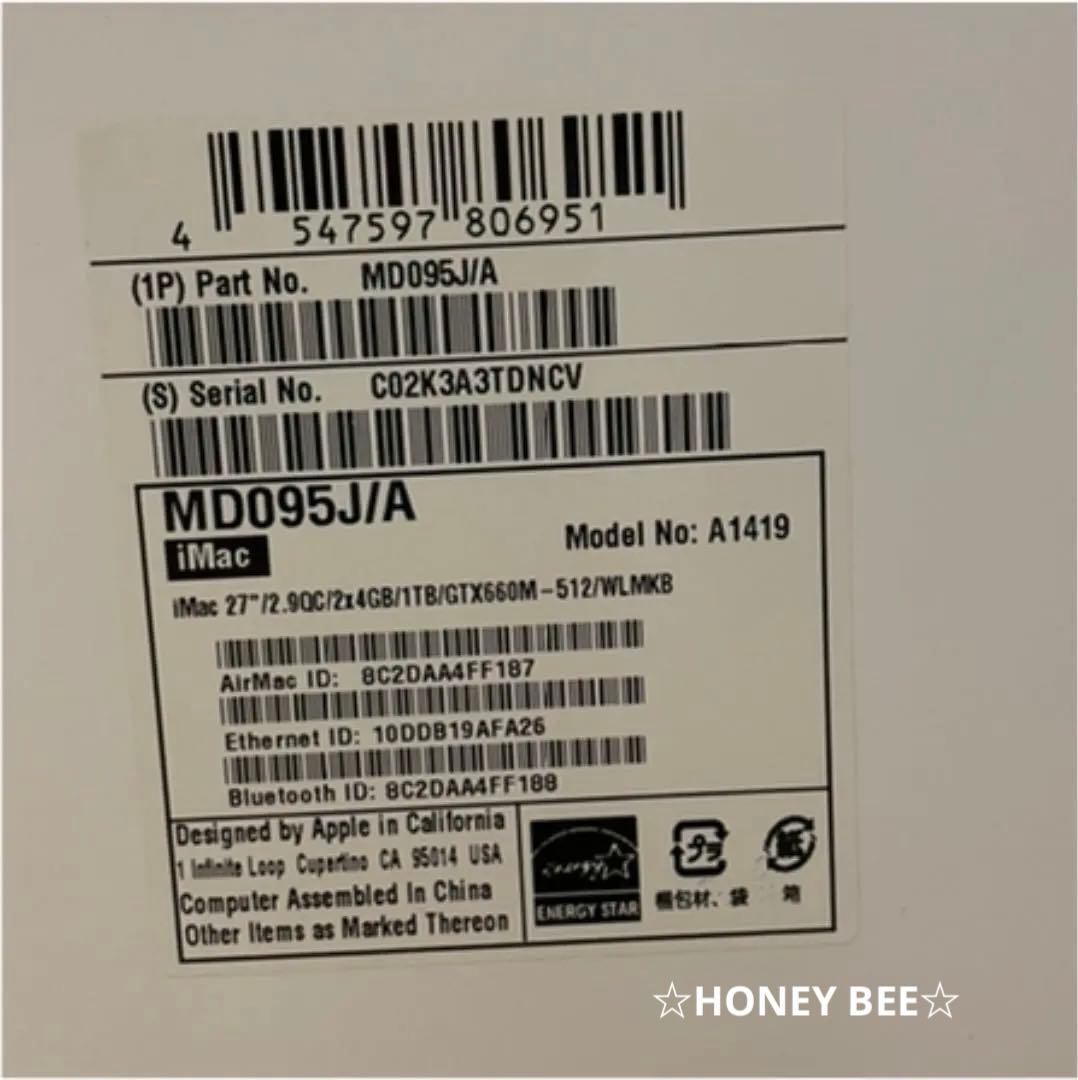 4 547597 806951
(1P) Part No. MD095J/A
(S) Serial No. C02K3A3TDNCV
MD095J/A
iMac
Model No: A1419
iMac 27"/2.9QC/2x4GB/1TB/GTX660M-512/WLMKB
AirMac ID: 8C2DAA4FF187
Ethernet ID: 10DDB19AFA26
Bluetooth ID: 8C2DAA4FF188
Designed by Apple in California
1 Infinite Loop Cupertino CA 95014 USA
Computer Assembled In China
Other Items as Marked Thereon
energy
ENERGY STAR
プラ
紙
梱包材、袋
箱
☆HONEY BEE☆